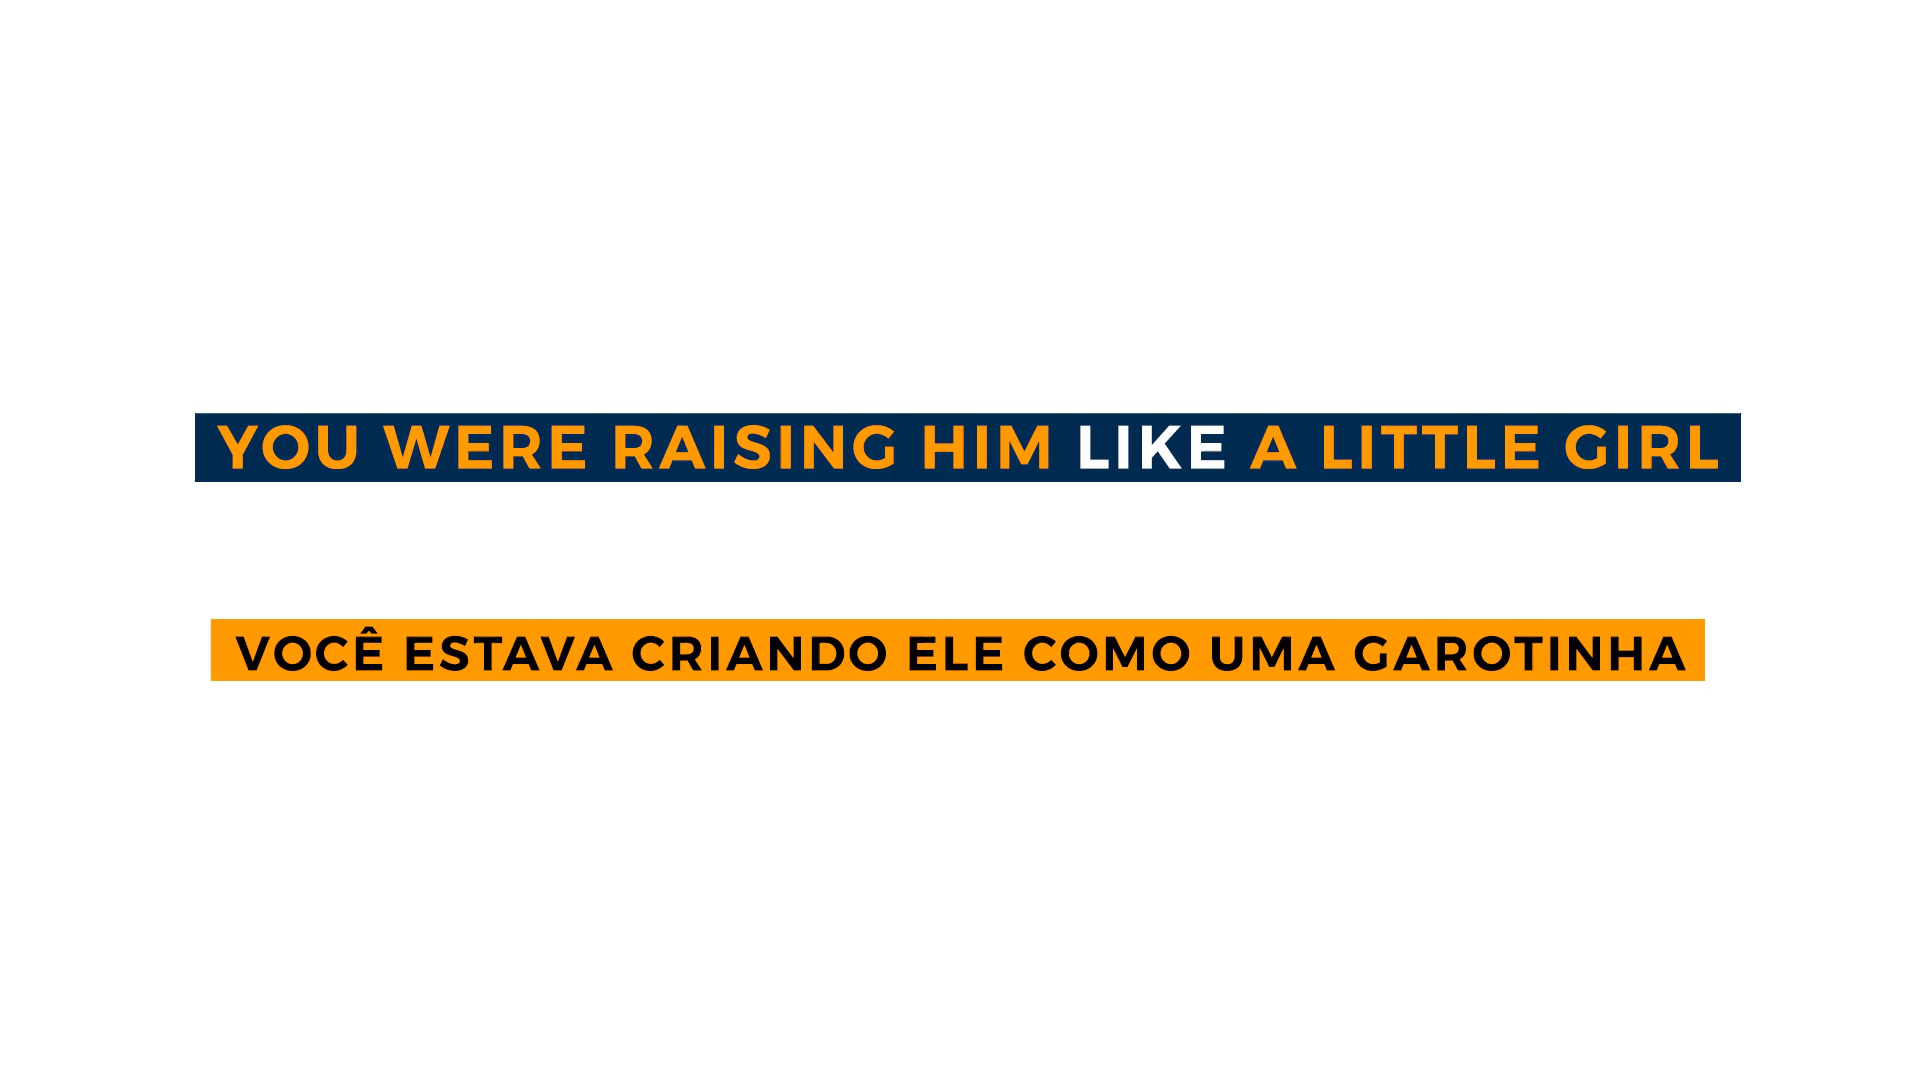 YOU WERE RAISING HIM LIKE A LITTLE GIRL
VOCÊ ESTAVA CRIANDO ELE COMO UMA GAROTINHA